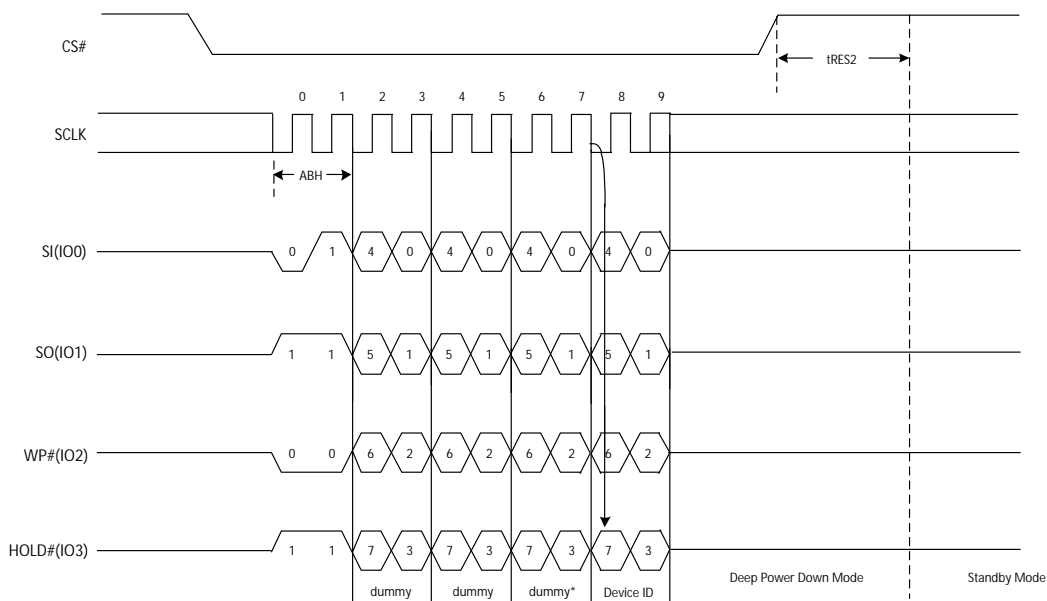 CS#
tRES2
0 1 2 3 4 5 6 7 8 9
SCLK
ABH
SI(IO0) 0 1 4 0 4 0 4 0 4 0
SO(IO1) 1 1 5 1 5 1 5 1 5 1
WP#(IO2) 0 0 6 2 6 2 6 2 6 2
HOLD#(IO3) 1 1 7 3 7 3 7 3 7 3
dummy dummy dummy* Device ID Deep Power Down Mode Standby Mode